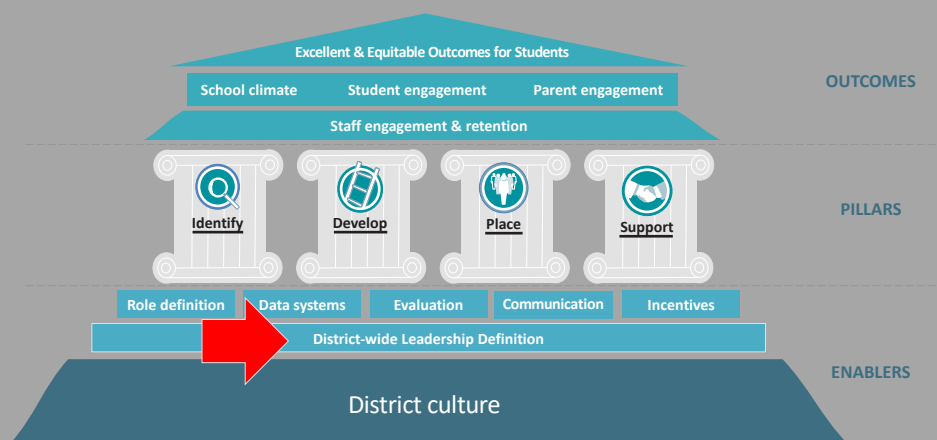 Excellent & Equitable Outcomes for Students
School climate Student engagement Parent engagement
OUTCOMES
Staff engagement & retention
Identify Develop Place Support
PILLARS
Role definition Data systems Evaluation Communication Incentives
District-wide Leadership Definition
ENABLERS
District culture